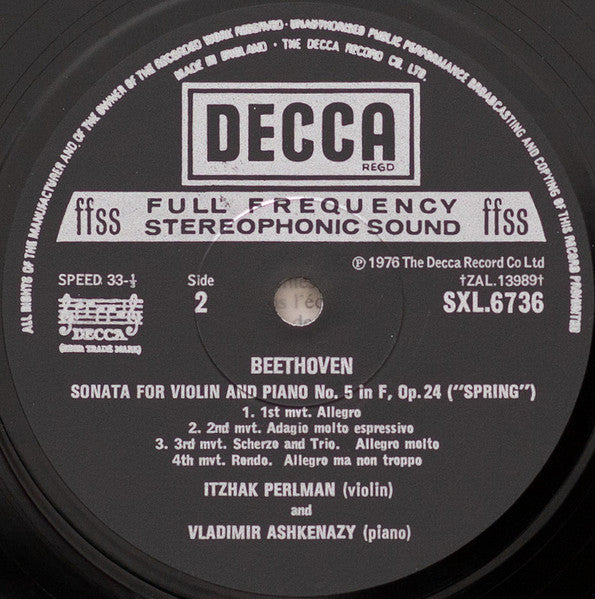 ALL RIGHTS OF THE MANUFACTURER AND OF THE OWNER OF THE RECORDED WORK RESERVED · UNAUTHORISED PUBLIC PERFORMANCE BROADCASTING AND COPYING OF THIS RECORD PROHIBITED
MADE IN ENGLAND · THE DECCA RECORD CO. LTD.
DECCA
REGD
ffss FULL FREQUENCY ffss
STEREOPHONIC SOUND
℗ 1976 The Decca Record Co Ltd
SPEED 33-⅓ Side †ZAL.13989†
2 SXL.6736
DECCA
(REGD TRADE MARK)
BEETHOVEN
SONATA FOR VIOLIN AND PIANO No. 5 in F, Op. 24 ("SPRING")
1. 1st mvt. Allegro
2. 2nd mvt. Adagio molto espressivo
3. 3rd mvt. Scherzo and Trio. Allegro molto
4th mvt. Rondo. Allegro ma non troppo
ITZHAK PERLMAN (violin)
and
VLADIMIR ASHKENAZY (piano)